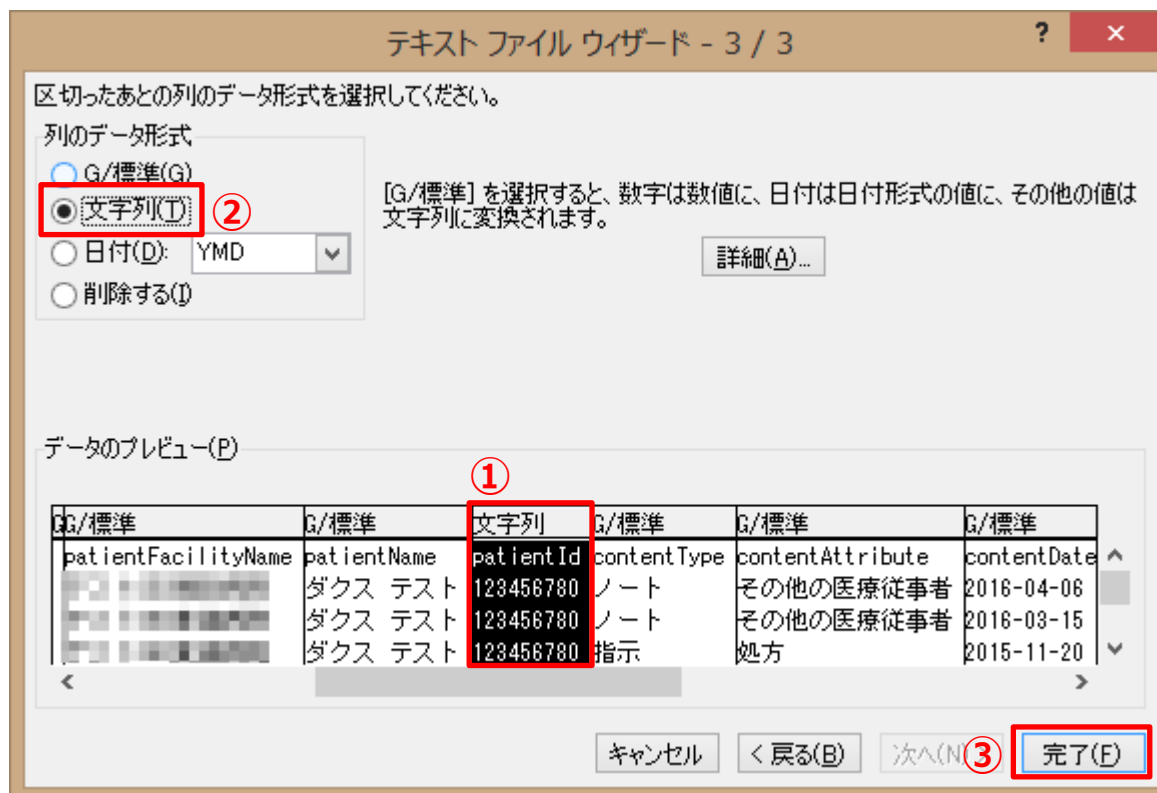 テキスト ファイル ウィザード - 3 / 3
? ×
区切ったあとの列のデータ形式を選択してください。
列のデータ形式
G/標準(G)
文字列(T) ②
日付(D): YMD
削除する(I)
[G/標準] を選択すると、数字は数値に、日付は日付形式の値に、その他の値は
文字列に変換されます。
詳細(A)...
データのプレビュー(P)
①
G G/標準 G/標準 文字列 G/標準 G/標準 G/標準
patientFacilityName patientName patientId contentType contentAttribute contentDate
ダクス テスト 123456780 ノート その他の医療従事者 2016-04-06
ダクス テスト 123456780 ノート その他の医療従事者 2016-03-15
ダクス テスト 123456780 指示 処方 2015-11-20
キャンセル < 戻る(B) 次へ(N) ③ 完了(F)